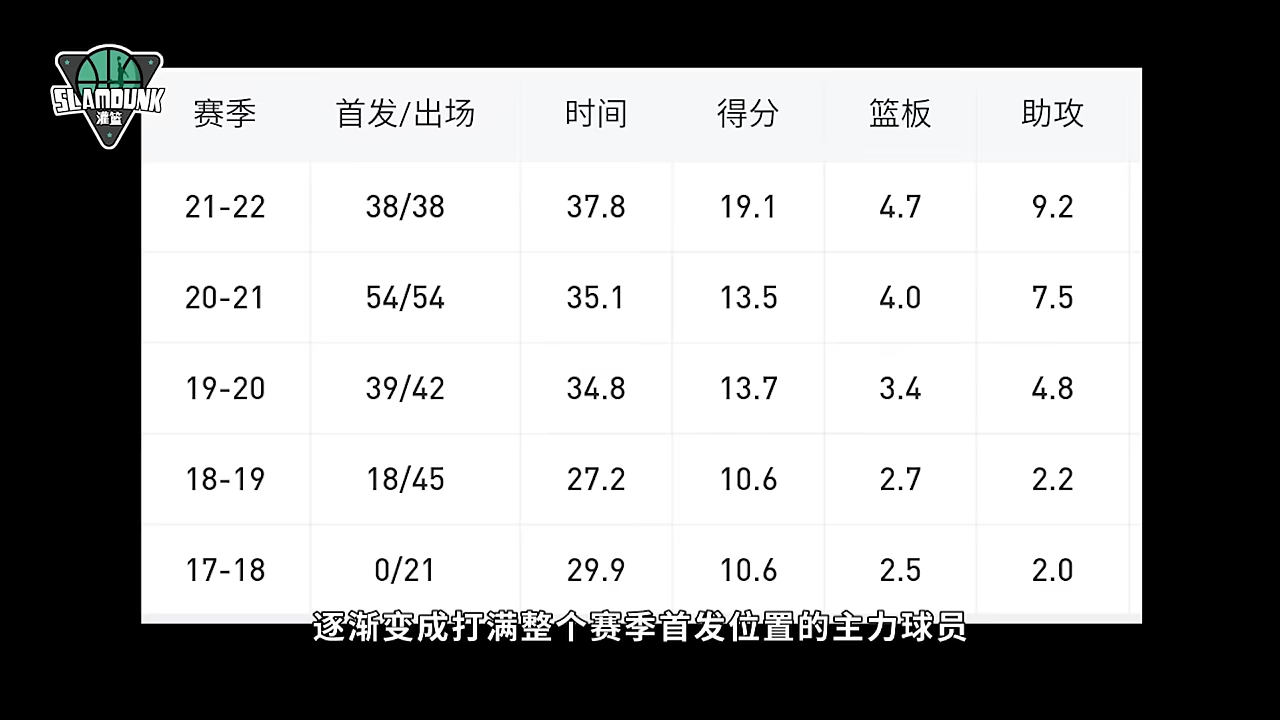 SLAMDUNK
灌篮
赛季 首发/出场 时间 得分 篮板 助攻
21-22 38/38 37.8 19.1 4.7 9.2
20-21 54/54 35.1 13.5 4.0 7.5
19-20 39/42 34.8 13.7 3.4 4.8
18-19 18/45 27.2 10.6 2.7 2.2
17-18 0/21 29.9 10.6 2.5 2.0
逐渐变成打满整个赛季首发位置的主力球员